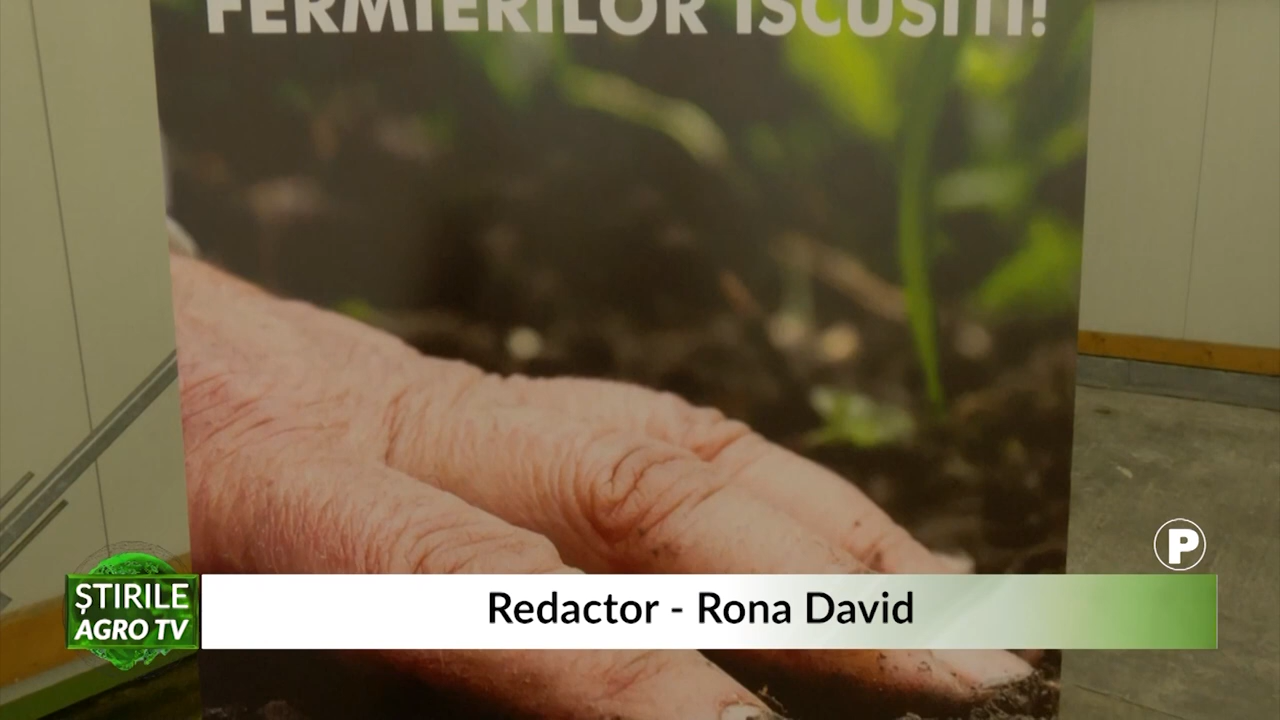 FERMIERILOR ISCUSIȚI!
P
ȘTIRILE
AGRO TV
Redactor - Rona David